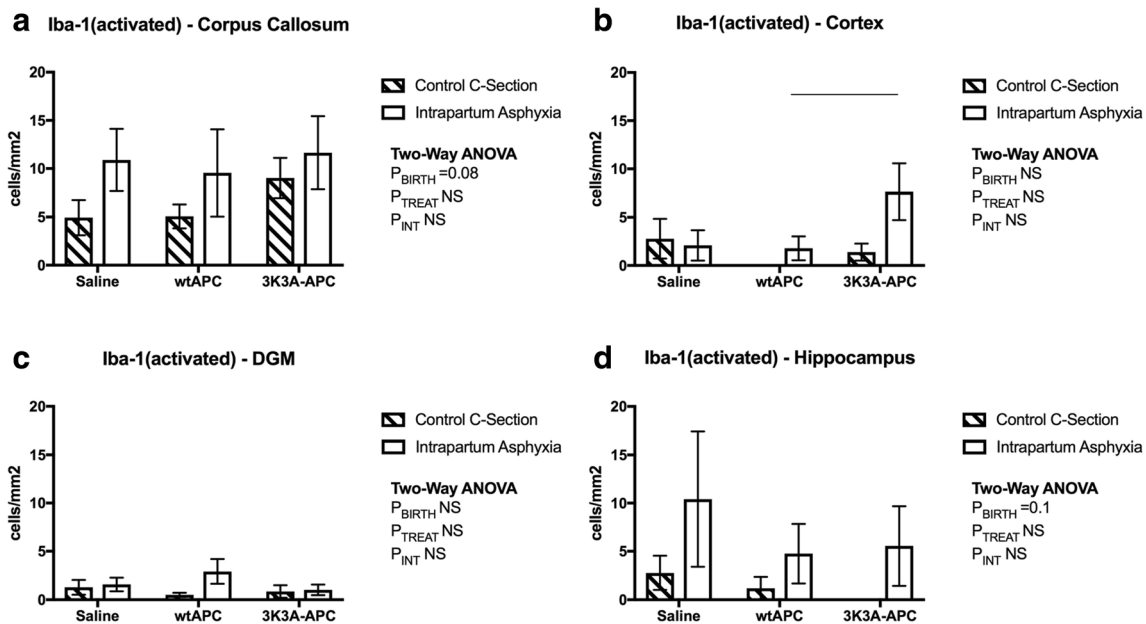 a Iba-1(activated) - Corpus Callosum
20
15
10
5
0
cells/mm2
Saline wtAPC 3K3A-APC
Control C-Section
Intrapartum Asphyxia
Two-Way ANOVA
PBIRTH =0.08
PTREAT NS
PINT NS
b Iba-1(activated) - Cortex
20
15
10
5
0
cells/mm2
Saline wtAPC 3K3A-APC
Control C-Section
Intrapartum Asphyxia
Two-Way ANOVA
PBIRTH NS
PTREAT NS
PINT NS
c Iba-1(activated) - DGM
20
15
10
5
0
cells/mm2
Saline wtAPC 3K3A-APC
Control C-Section
Intrapartum Asphyxia
Two-Way ANOVA
PBIRTH NS
PTREAT NS
PINT NS
d Iba-1(activated) - Hippocampus
20
15
10
5
0
cells/mm2
Saline wtAPC 3K3A-APC
Control C-Section
Intrapartum Asphyxia
Two-Way ANOVA
PBIRTH =0.1
PTREAT NS
PINT NS